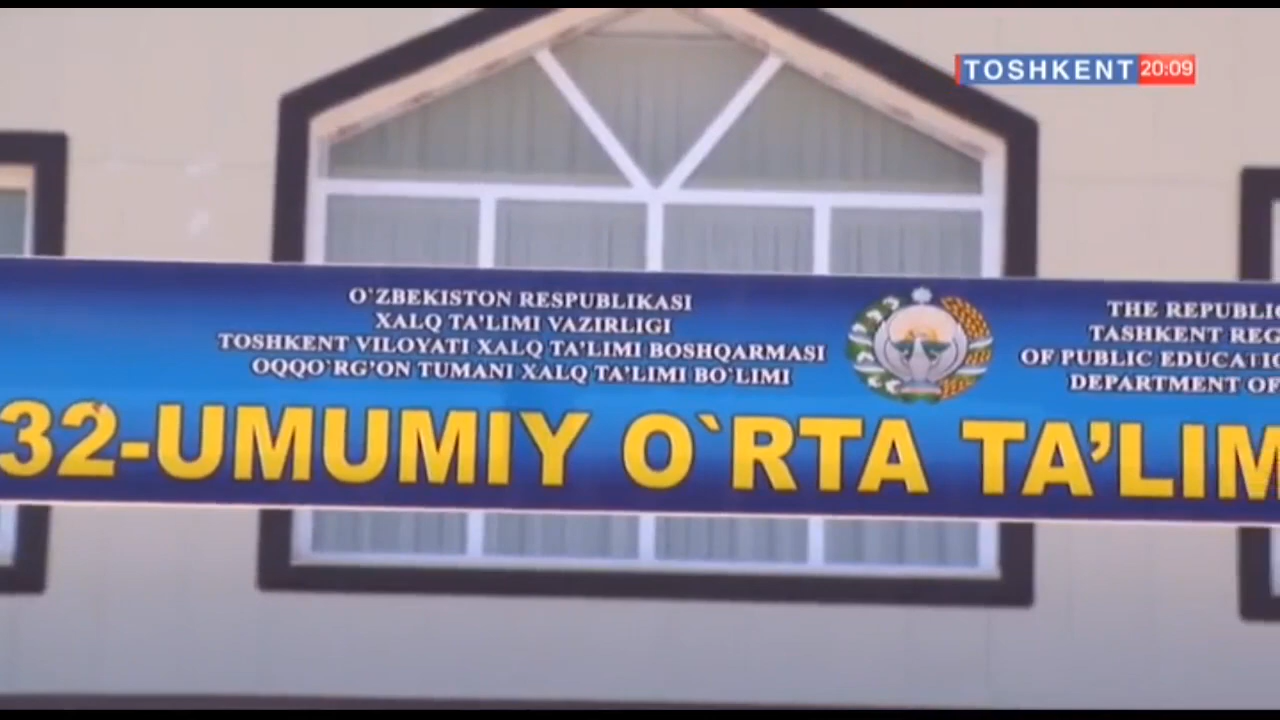 TOSHKENT 20:09
O`ZBEKISTON RESPUBLIKASI
XALQ TA'LIMI VAZIRLIGI
TOSHKENT VILOYATI XALQ TA'LIMI BOSHQARMASI
OQQO`RG'ON TUMANI XALQ TA'LIMI BO`LIMI
THE REPUBLIC
TASHKENT REG
OF PUBLIC EDUCATIO
DEPARTMENT OF
32-UMUMIY O`RTA TA'LIM